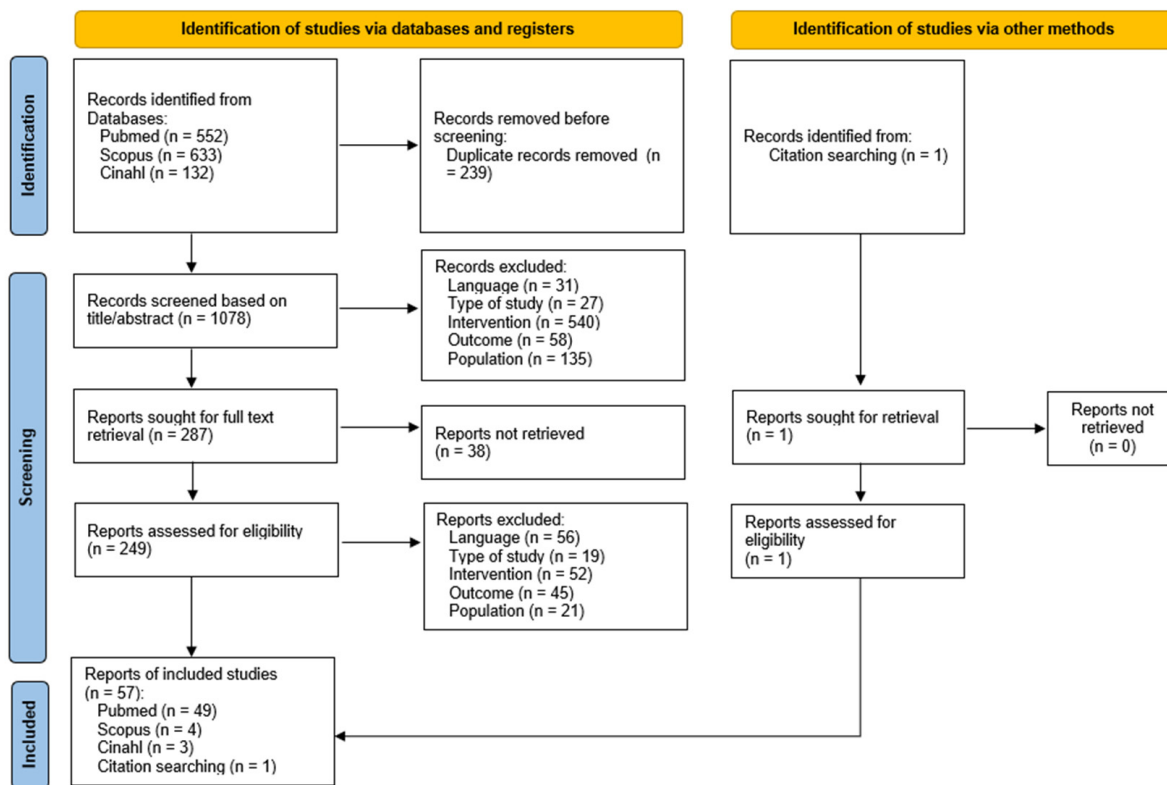 Identification of studies via databases and registers
Identification of studies via other methods
Identification
Records identified from
Databases:
Pubmed (n = 552)
Scopus (n = 633)
Cinahl (n = 132)
Records removed before
screening:
Duplicate records removed (n
= 239)
Records identified from:
Citation searching (n = 1)
Screening
Records screened based on
title/abstract (n = 1078)
Records excluded:
Language (n = 31)
Type of study (n = 27)
Intervention (n = 540)
Outcome (n = 58)
Population (n = 135)
Reports sought for full text
retrieval (n = 287)
Reports not retrieved
(n = 38)
Reports sought for retrieval
(n = 1)
Reports not
retrieved
(n = 0)
Reports assessed for eligibility
(n = 249)
Reports excluded:
Language (n = 56)
Type of study (n = 19)
Intervention (n = 52)
Outcome (n = 45)
Population (n = 21)
Reports assessed for
eligibility
(n = 1)
Included
Reports of included studies
(n = 57):
Pubmed (n = 49)
Scopus (n = 4)
Cinahl (n = 3)
Citation searching (n = 1)